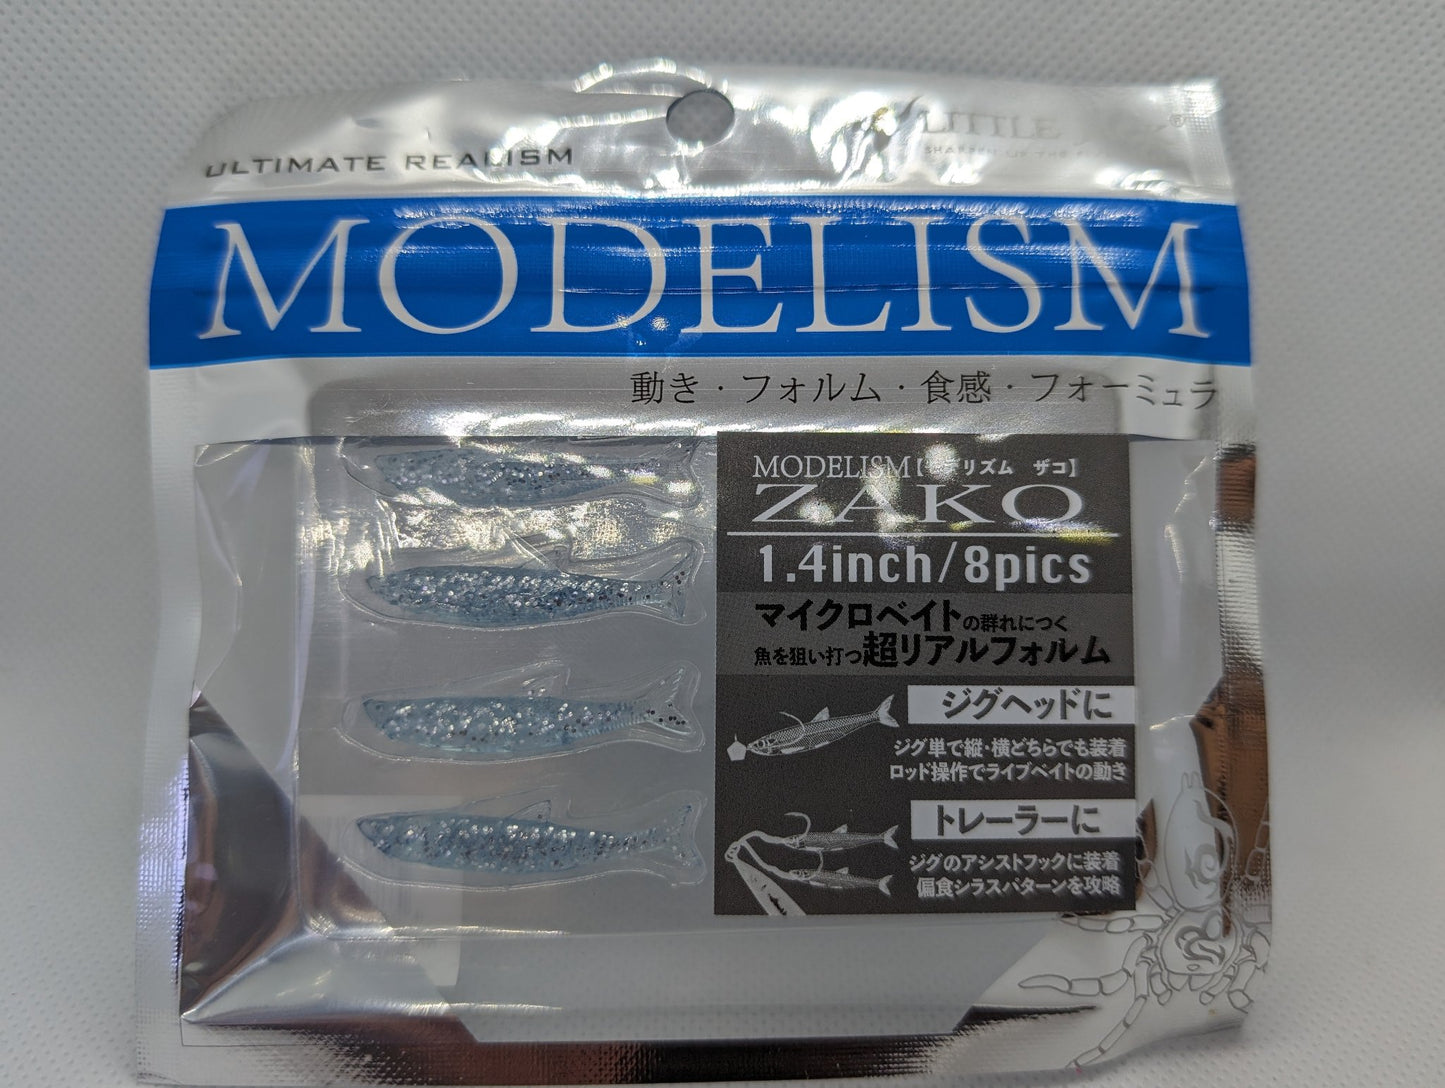 LITTLE
ULTIMATE REALISM
MODELISM
動き・フォルム・食感・フォーミュラ
MODELISM【モデリズム ザコ】
ZAKO
1.4inch/8pics
マイクロベイトの群れにつく
魚を狙い打つ超リアルフォルム
ジグヘッドに
ジグ単で縦・横どちらでも装着
ロッド操作でライブベイトの動き
トレーラーに
ジグのアシストフックに装着
偏食シラスパターンを攻略